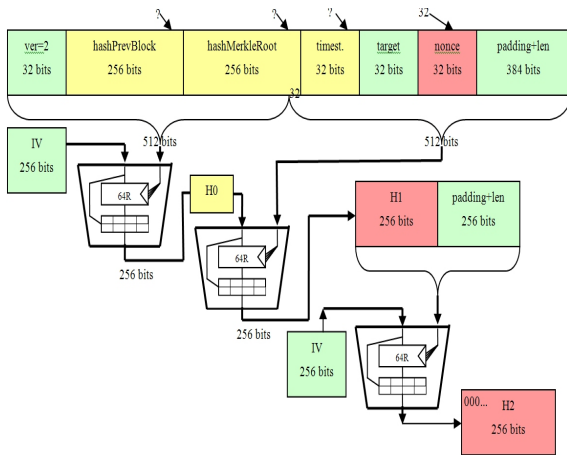 ? ? ? 32
ver=2 hashPrevBlock hashMerkleRoot timest. target nonce padding+len
32 bits 256 bits 256 bits 32 bits 32 bits 32 bits 384 bits
32
512 bits 512 bits
IV
256 bits
64R
H0
256 bits
64R
256 bits
H1 padding+len
256 bits 256 bits
IV
256 bits
64R
000... H2
256 bits